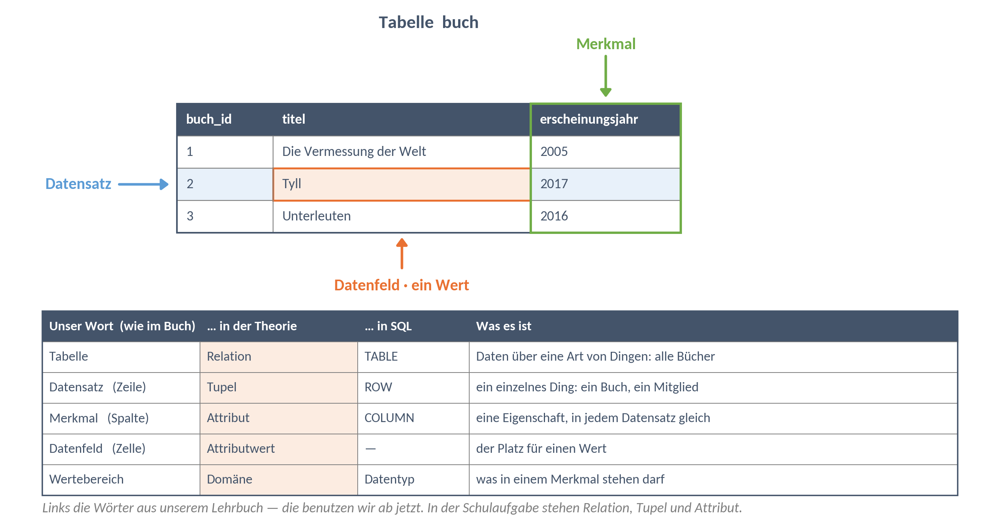 Tabelle buch
Merkmal
buch_id titel erscheinungsjahr
1 Die Vermessung der Welt 2005
Datensatz 2 Tyll 2017
3 Unterleuten 2016
Datenfeld · ein Wert
Unser Wort (wie im Buch) ... in der Theorie ... in SQL Was es ist
Tabelle Relation TABLE Daten über eine Art von Dingen: alle Bücher
Datensatz (Zeile) Tupel ROW ein einzelnes Ding: ein Buch, ein Mitglied
Merkmal (Spalte) Attribut COLUMN eine Eigenschaft, in jedem Datensatz gleich
Datenfeld (Zelle) Attributwert — der Platz für einen Wert
Wertebereich Domäne Datentyp was in einem Merkmal stehen darf
Links die Wörter aus unserem Lehrbuch — die benutzen wir ab jetzt. In der Schulaufgabe stehen Relation, Tupel und Attribut.